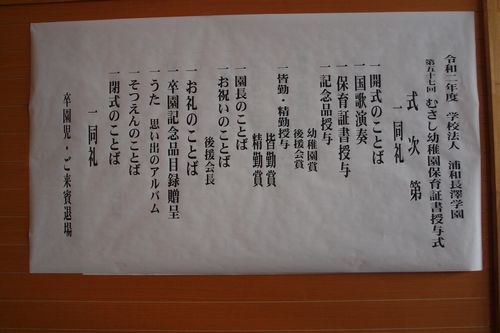 令和二年度 学校法人 浦和長澤学園
第五十七回 むさし幼稚園保育証書授与式
式次第
一同礼
一開式のことば
一国歌演奏
一保育証書授与
一記念品授与
幼稚園賞
後援会賞
一皆勤・精勤授与
皆勤賞
精勤賞
一園長のことば
一お祝いのことば
後援会長
一お礼のことば
一卒園記念品目録贈呈
一うた 思い出のアルバム
一そつえんのことば
一閉式のことば
一同礼
卒園児・ご来賓退場